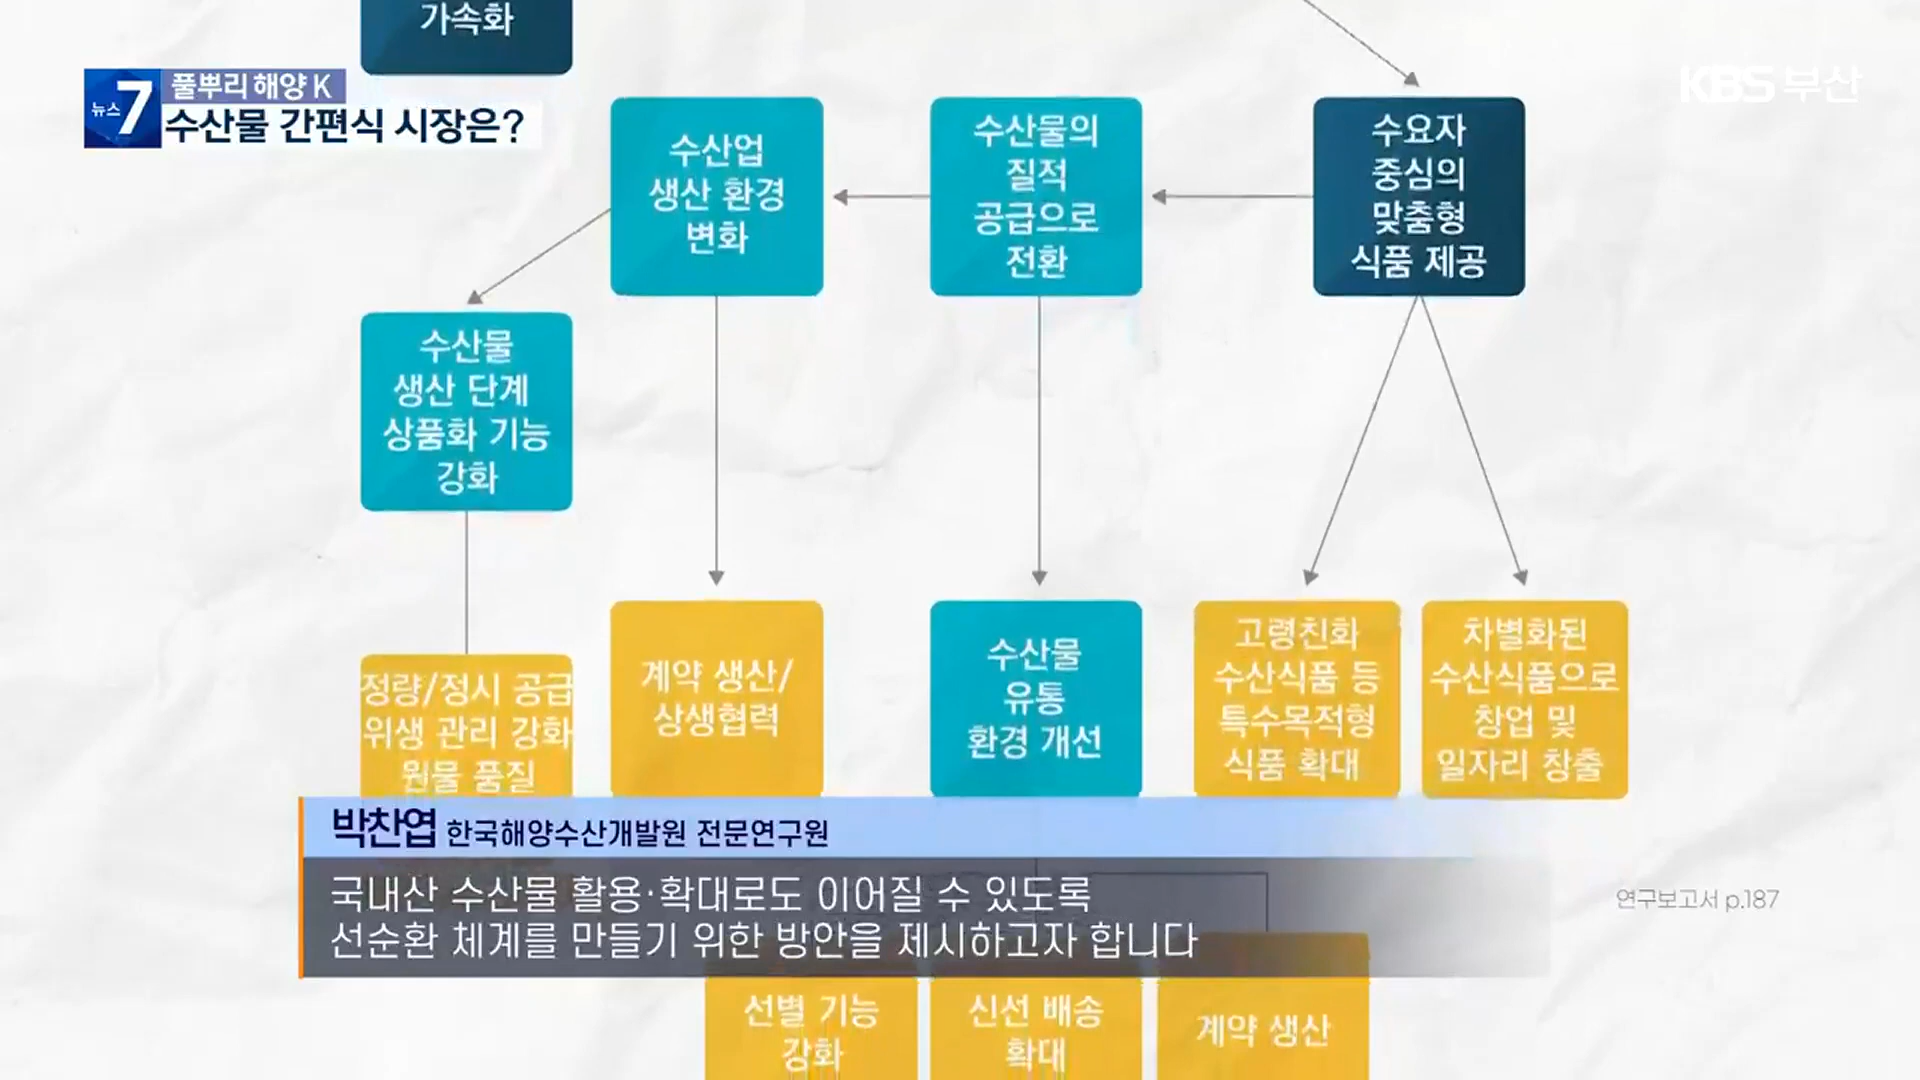 가속화
뉴스 7
풀뿌리 해양 K
수산물 간편식 시장은?
KBS 부산
수산업
생산 환경
변화
수산물의
질적
공급으로
전환
수요자
중심의
맞춤형
식품 제공
수산물
생산 단계
상품화 기능
강화
정량/정시 공급
위생 관리 강화
원물 품질
계약 생산/
상생협력
수산물
유통
환경 개선
고령친화
수산식품 등
특수목적형
식품 확대
차별화된
수산식품으로
창업 및
일자리 창출
박찬엽 한국해양수산개발원 전문연구원
국내산 수산물 활용·확대로도 이어질 수 있도록
선순환 체계를 만들기 위한 방안을 제시하고자 합니다
연구보고서 p.187
선별 기능
강화
신선 배송
확대
계약 생산